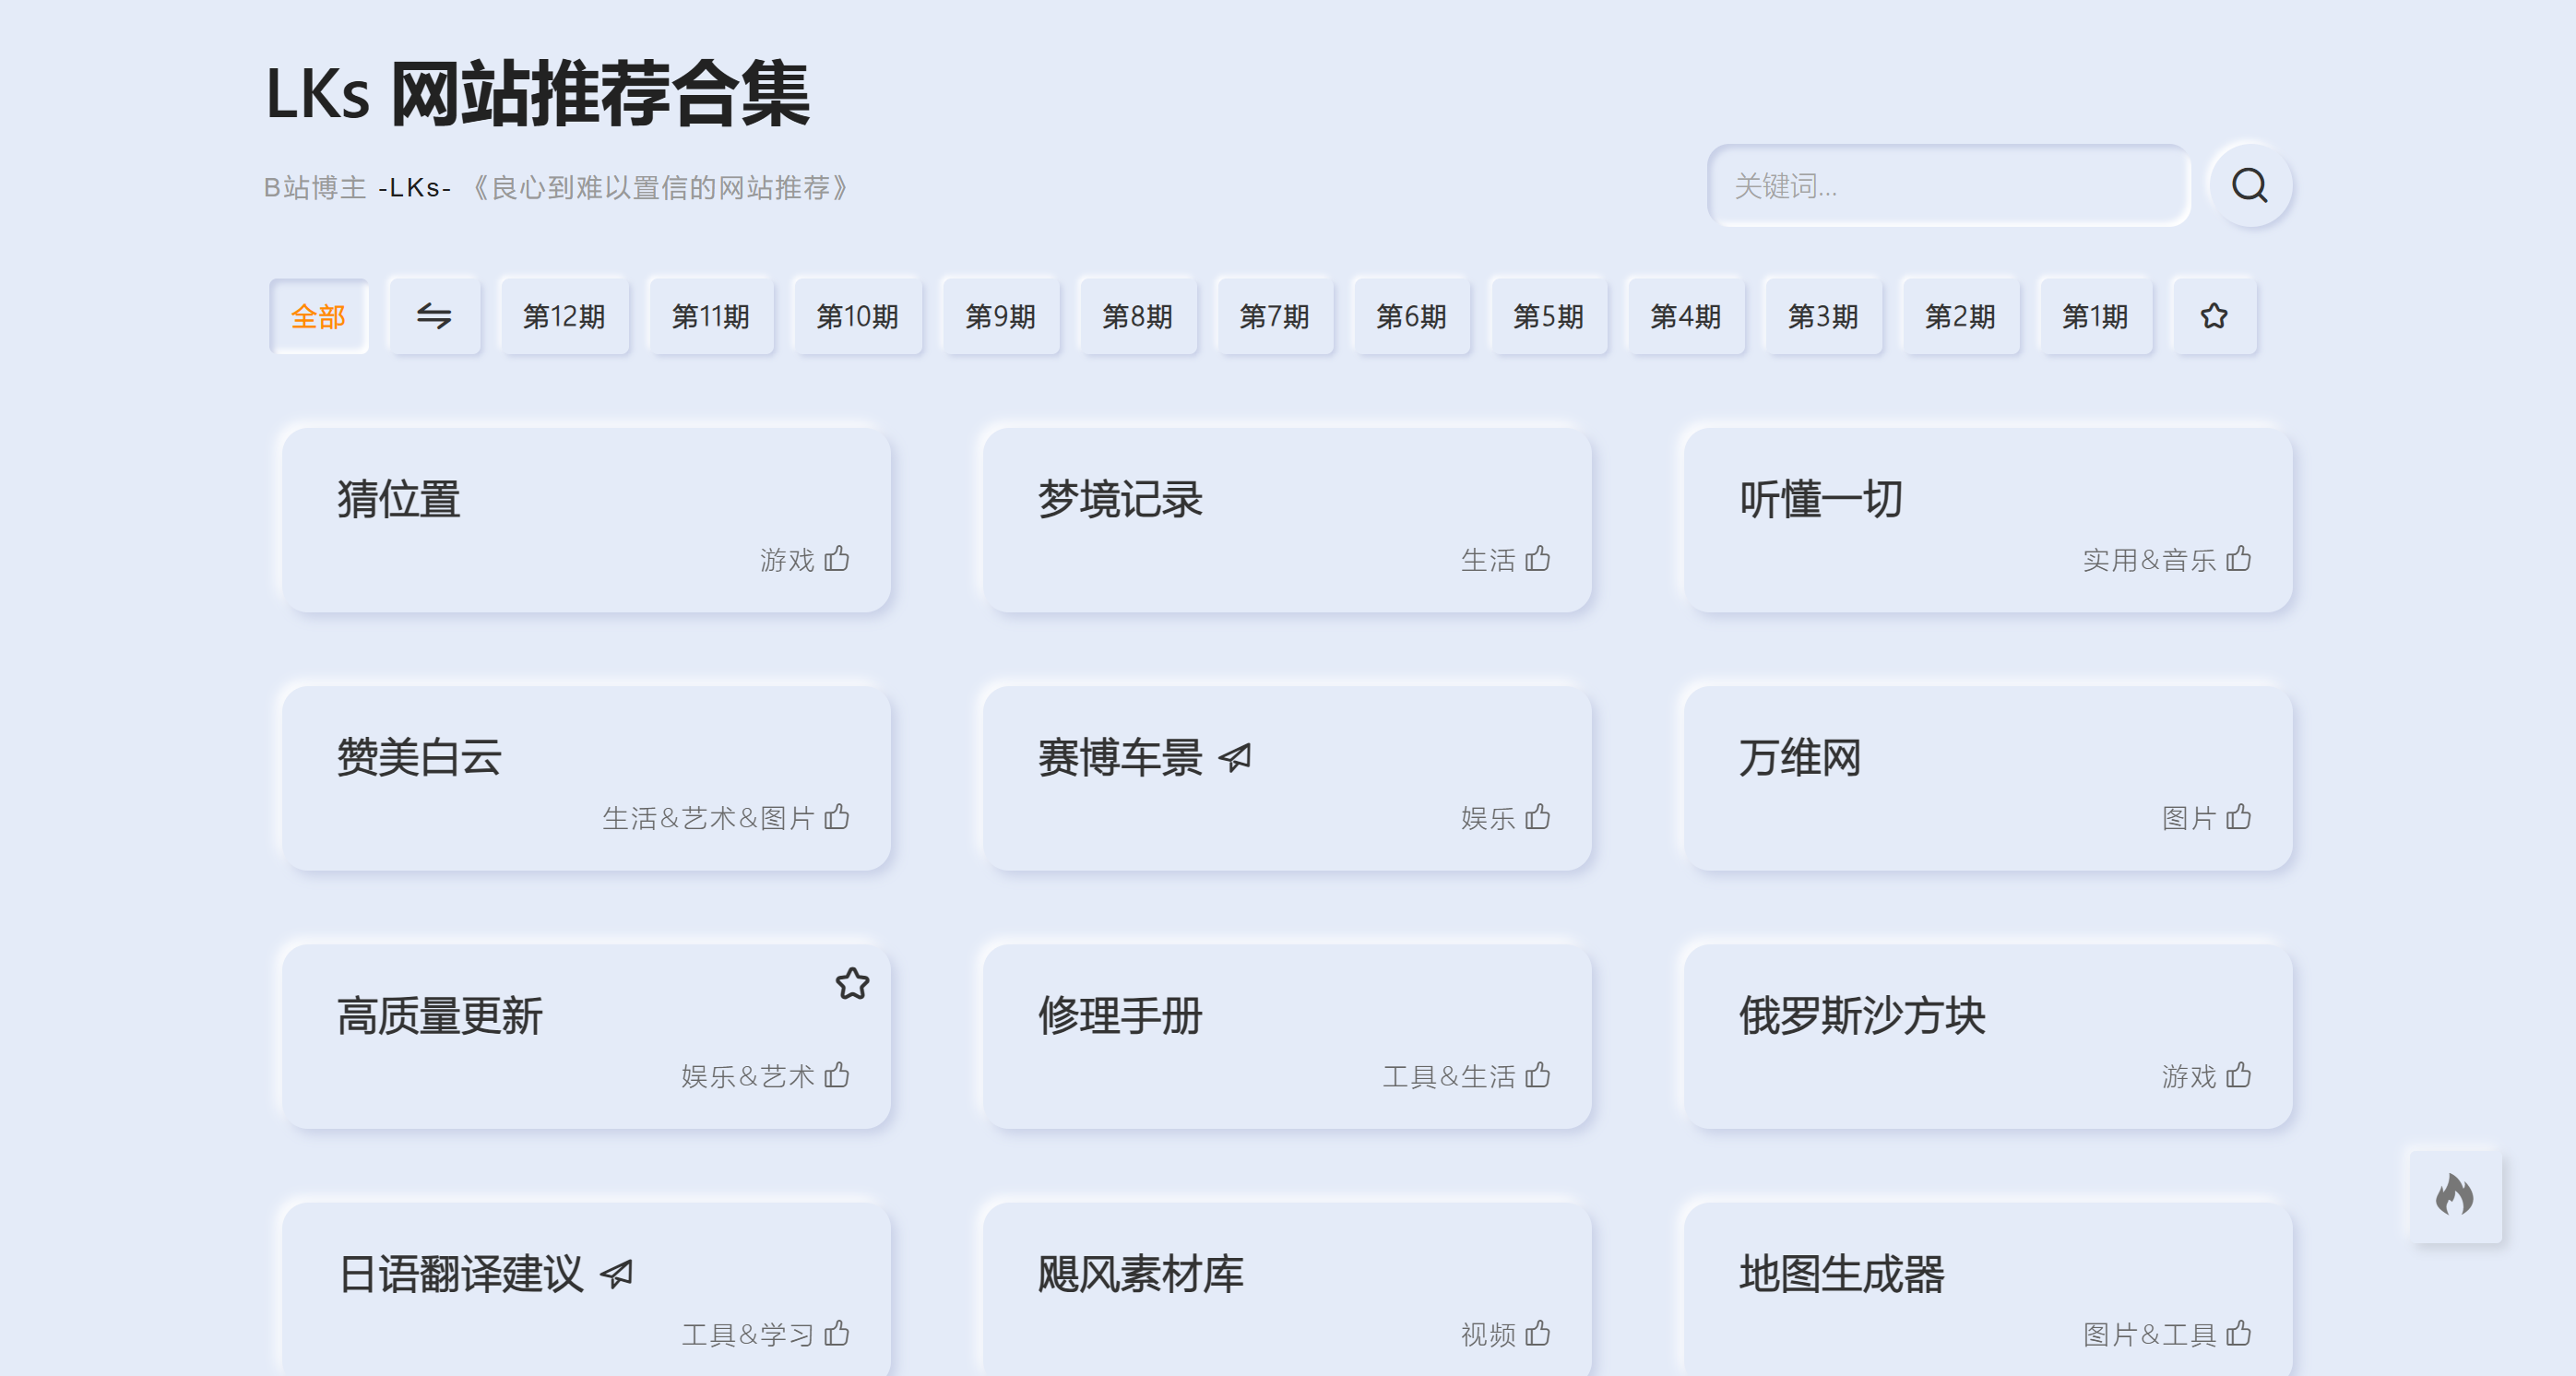 LKs 网站推荐合集
B站博主 -LKs- 《良心到难以置信的网站推荐》
关键词...
全部 第12期 第11期 第10期 第9期 第8期 第7期 第6期 第5期 第4期 第3期 第2期 第1期
猜位置
游戏
梦境记录
生活
听懂一切
实用&音乐
赞美白云
生活&艺术&图片
赛博车景
娱乐
万维网
图片
高质量更新
娱乐&艺术
修理手册
工具&生活
俄罗斯沙方块
游戏
日语翻译建议
工具&学习
飓风素材库
视频
地图生成器
图片&工具